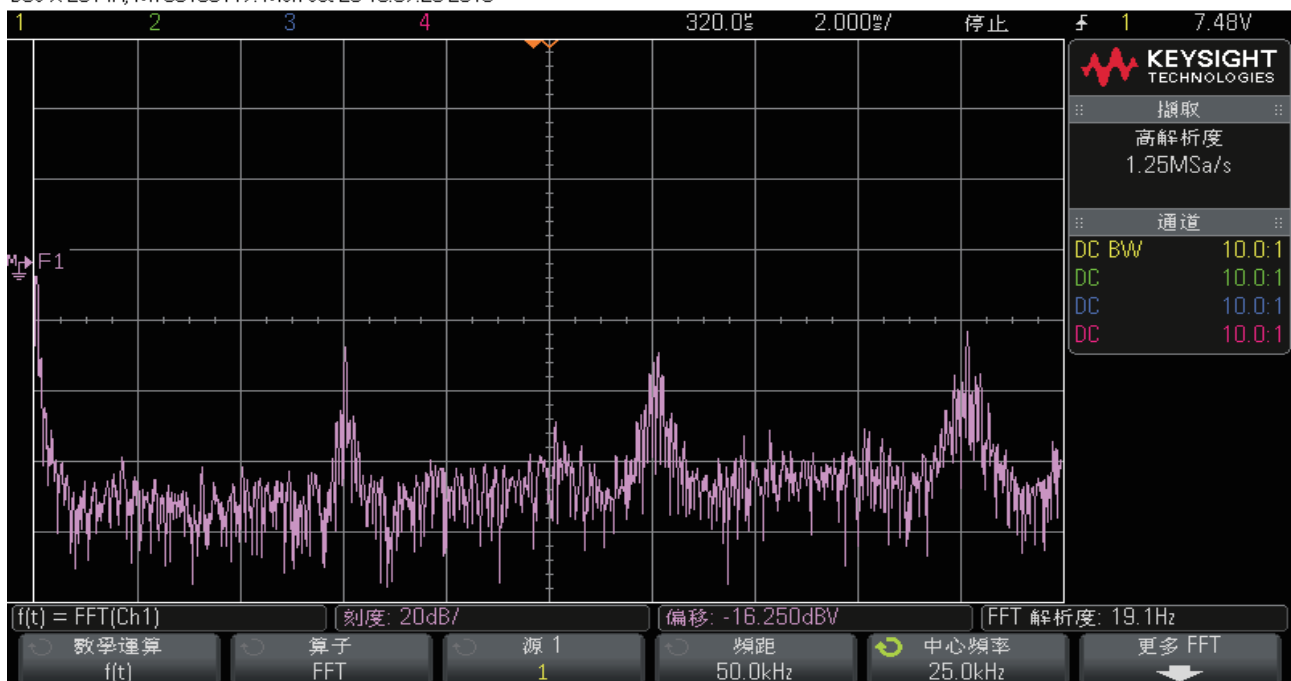 1 2 3 4 320.0㎲ 2.000㎳/ 停止 1 7.48V
KEYSIGHT
TECHNOLOGIES
擷取
高解析度
1.25MSa/s
通道
DC BW 10.0:1
DC 10.0:1
DC 10.0:1
DC 10.0:1
M F1
f(t) = FFT(Ch1) 刻度: 20dB/ 偏移: -16.250dBV FFT 解析度: 19.1Hz
數學運算 算子 源 1 頻距 中心頻率 更多 FFT
f(t) FFT 1 50.0kHz 25.0kHz